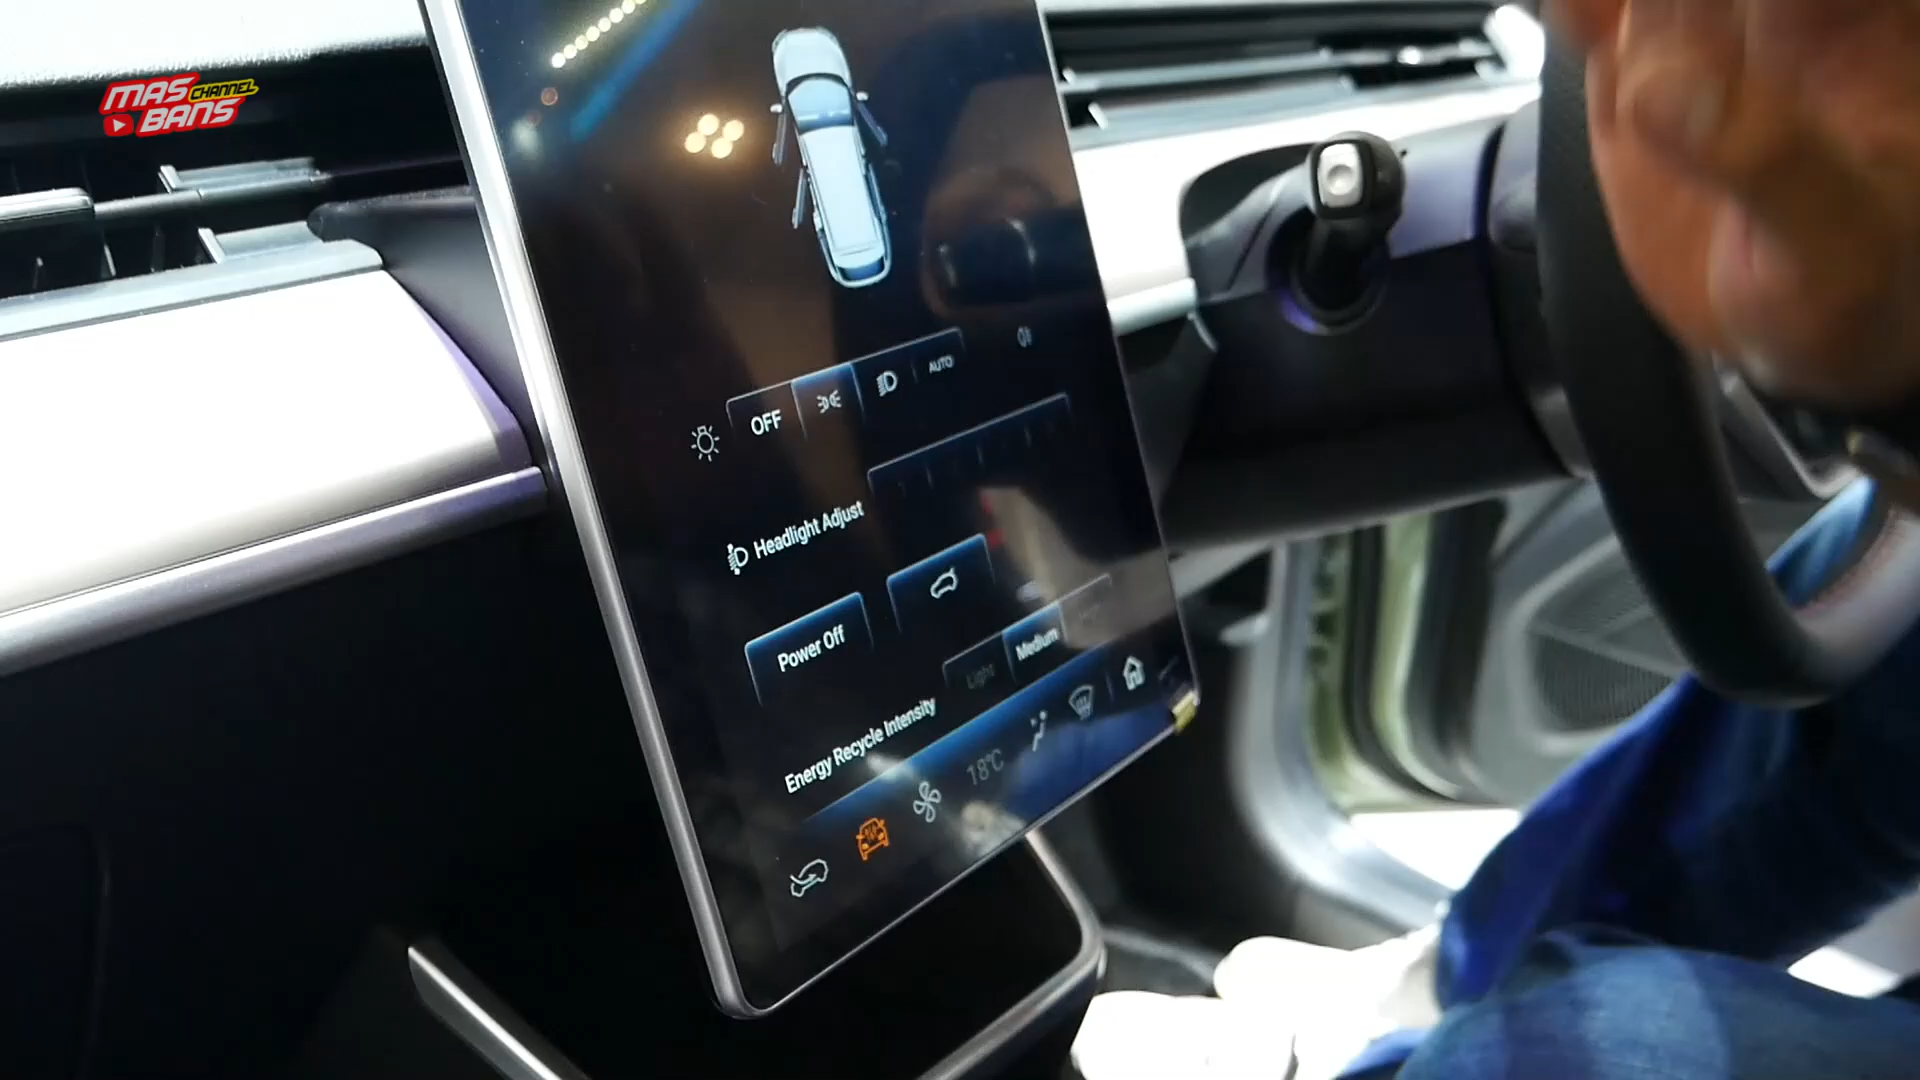 MAS CHANNEL
BANS
OFF AUTO
Headlight Adjust
Power Off
Energy Recycle Intensity Light Medium
18°C